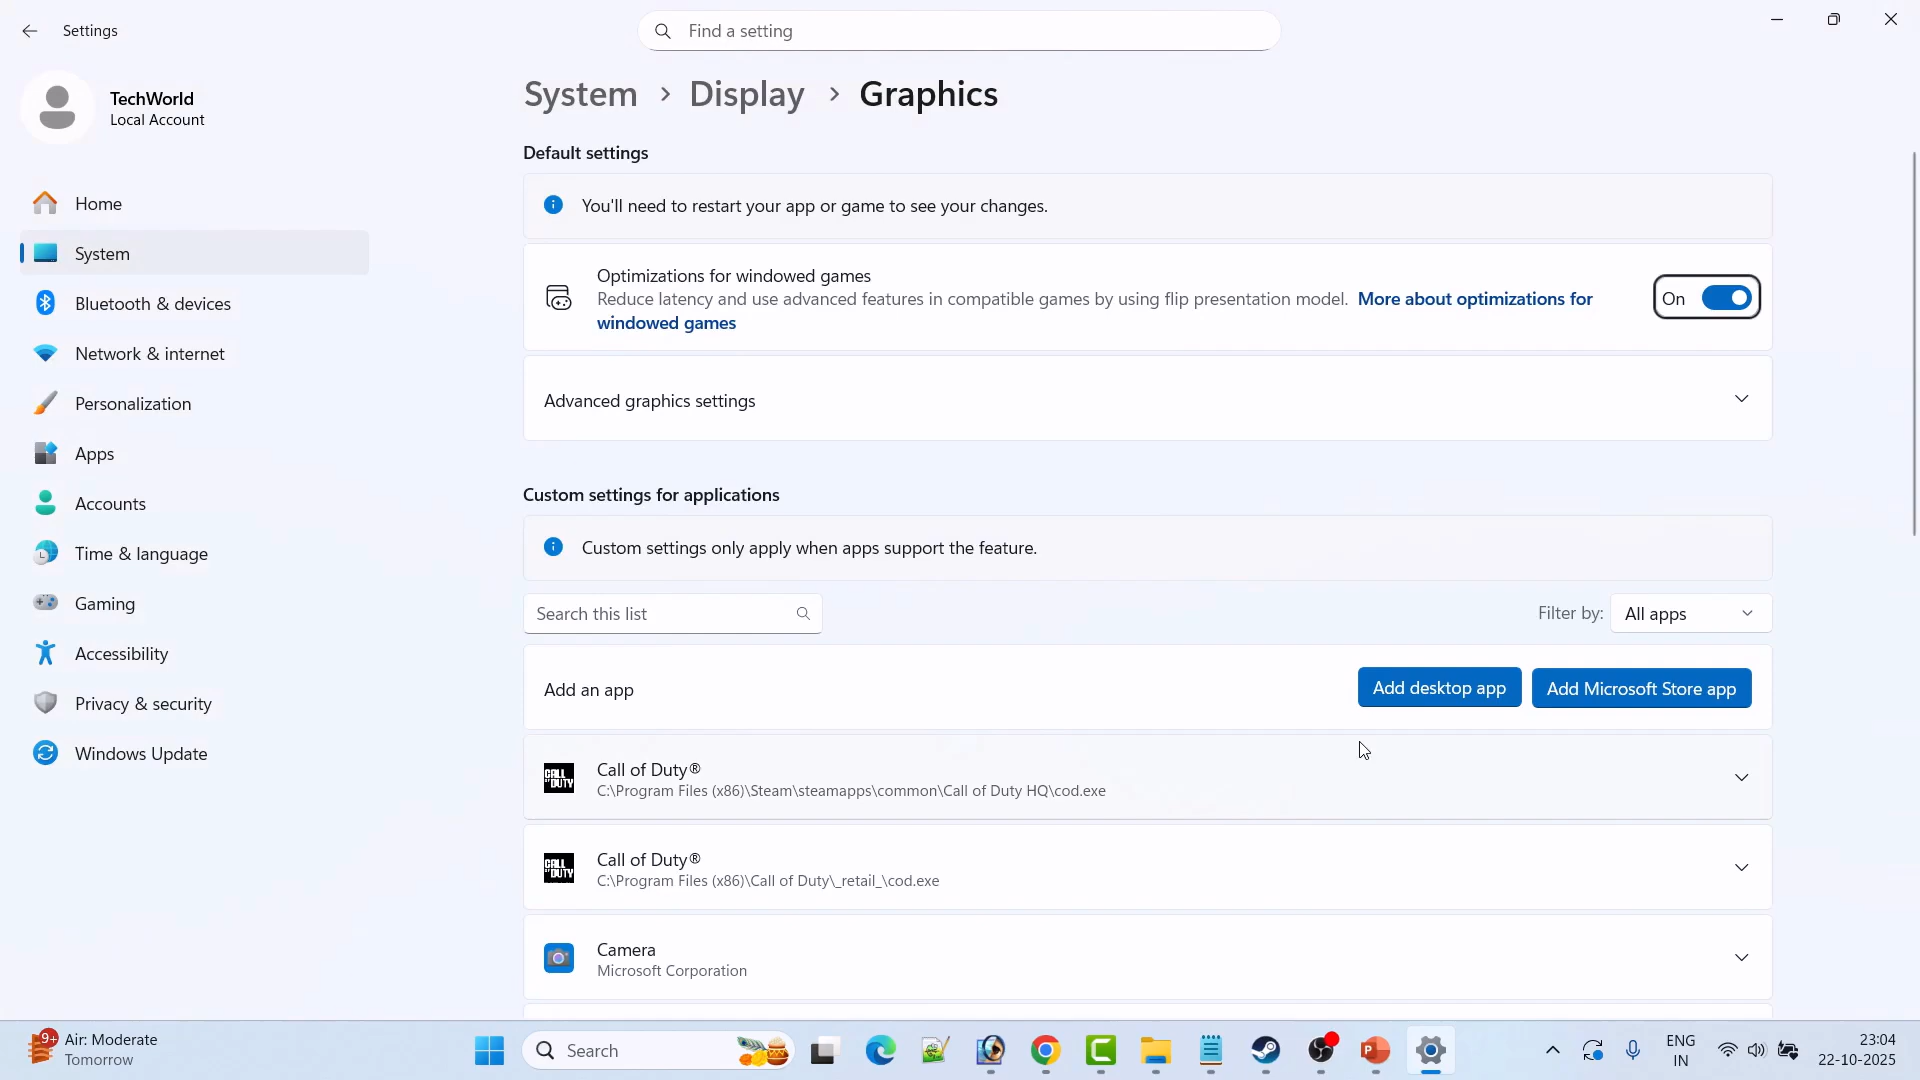 Settings
Find a setting
TechWorld
Local Account
Home
System
Bluetooth & devices
Network & internet
Personalization
Apps
Accounts
Time & language
Gaming
Accessibility
Privacy & security
Windows Update
System > Display > Graphics
Default settings
You'll need to restart your app or game to see your changes.
Optimizations for windowed games
Reduce latency and use advanced features in compatible games by using flip presentation model. More about optimizations for
windowed games
On
Advanced graphics settings
Custom settings for applications
Custom settings only apply when apps support the feature.
Search this list
Filter by: All apps
Add an app
Add desktop app
Add Microsoft Store app
CALL OF DUTY
Call of Duty®
C:\Program Files (x86)\Steam\steamapps\common\Call of Duty HQ\cod.exe
CALL OF DUTY
Call of Duty®
C:\Program Files (x86)\Call of Duty\_retail_\cod.exe
Camera
Microsoft Corporation
9+
Air: Moderate
Tomorrow
Search
ENG
IN
23:04
22-10-2025